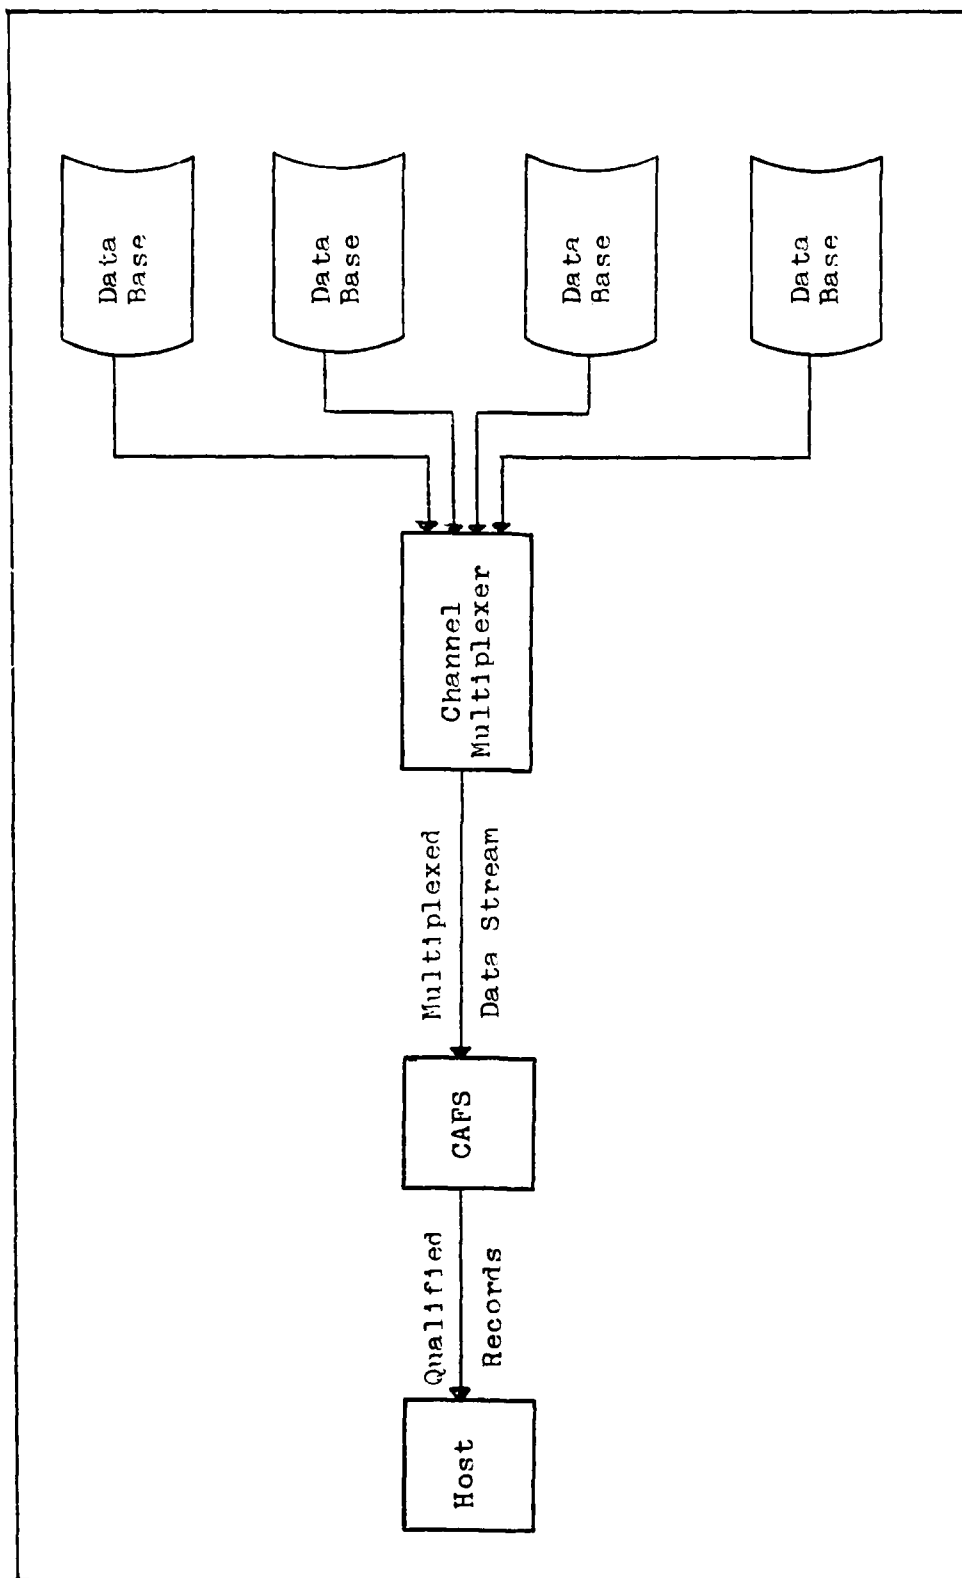 Host
Qualified
Records
CAFS
Multiplexed
Data Stream
Channel
Multiplexer
Data
Base
Data
Base
Data
Base
Data
Base